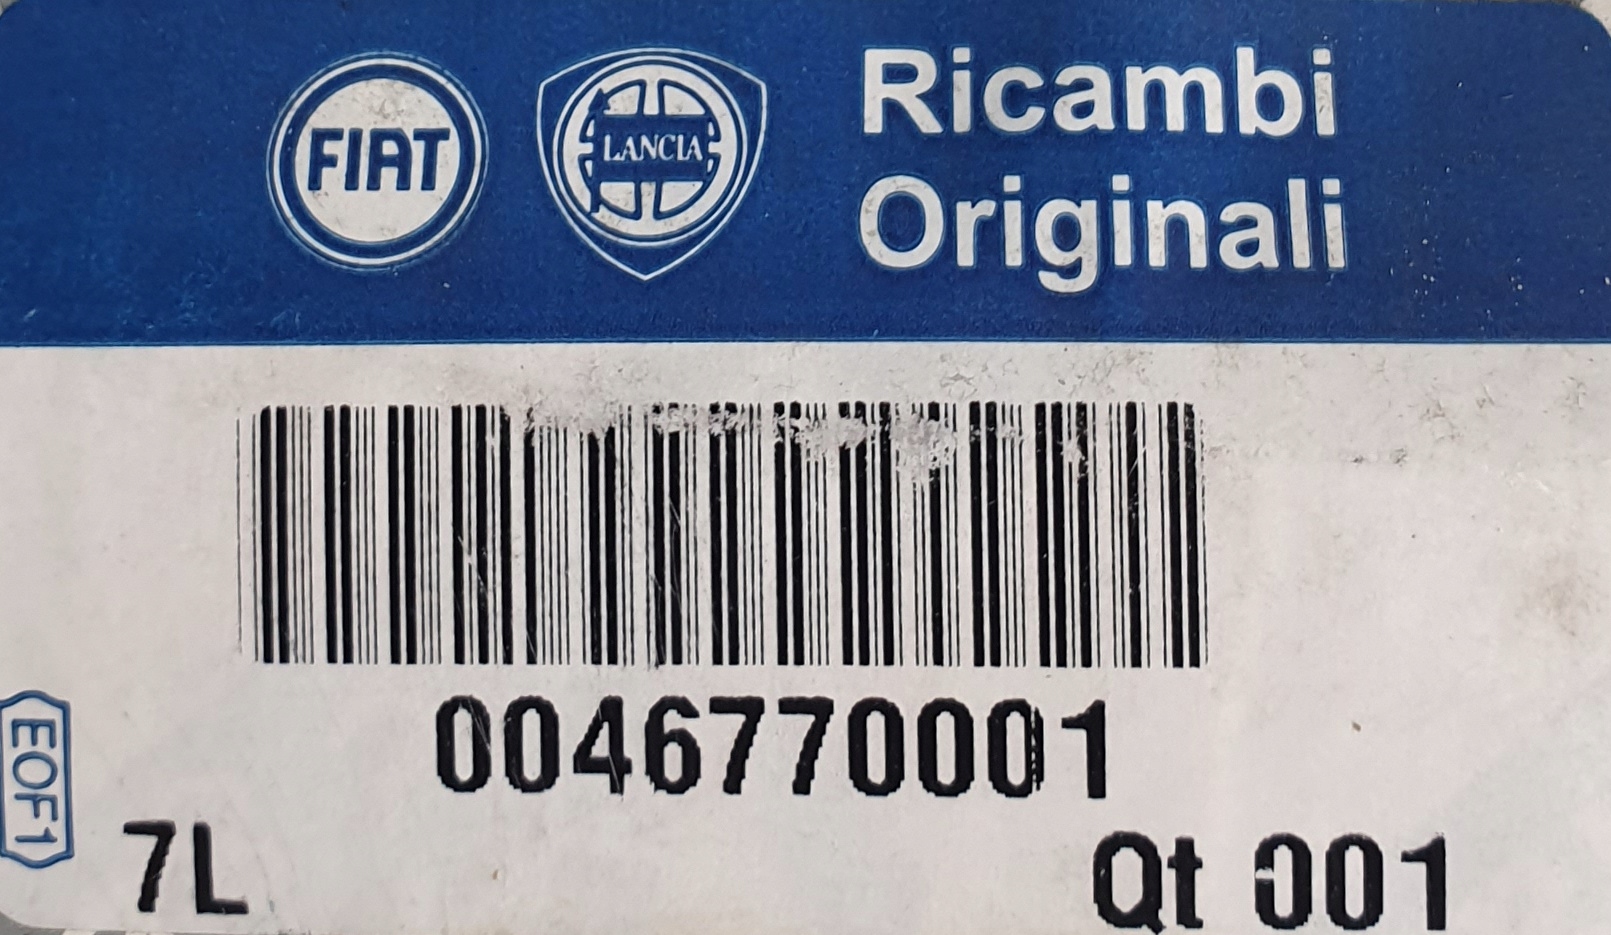 FIAT
LANCIA
Ricambi
Originali
0046770001
EOF1
7L
Qt 001